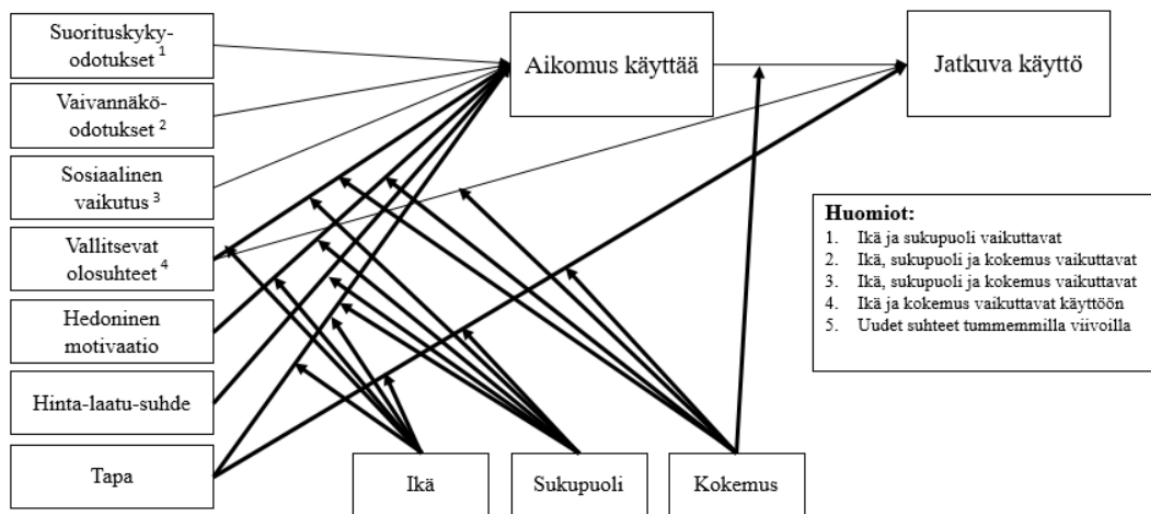 Suorituskyky-
odotukset 1
Aikomus käyttää
Jatkuva käyttö
Vaivannäkö-
odotukset 2
Sosiaalinen
vaikutus 3
Vallitsevat
olosuhteet 4
Hedoninen
motivaatio
Hinta-laatu-suhde
Tapa
Ikä
Sukupuoli
Kokemus
Huomiot:
1. Ikä ja sukupuoli vaikuttavat
2. Ikä, sukupuoli ja kokemus vaikuttavat
3. Ikä, sukupuoli ja kokemus vaikuttavat
4. Ikä ja kokemus vaikuttavat käyttöön
5. Uudet suhteet tummemmilla viivoilla